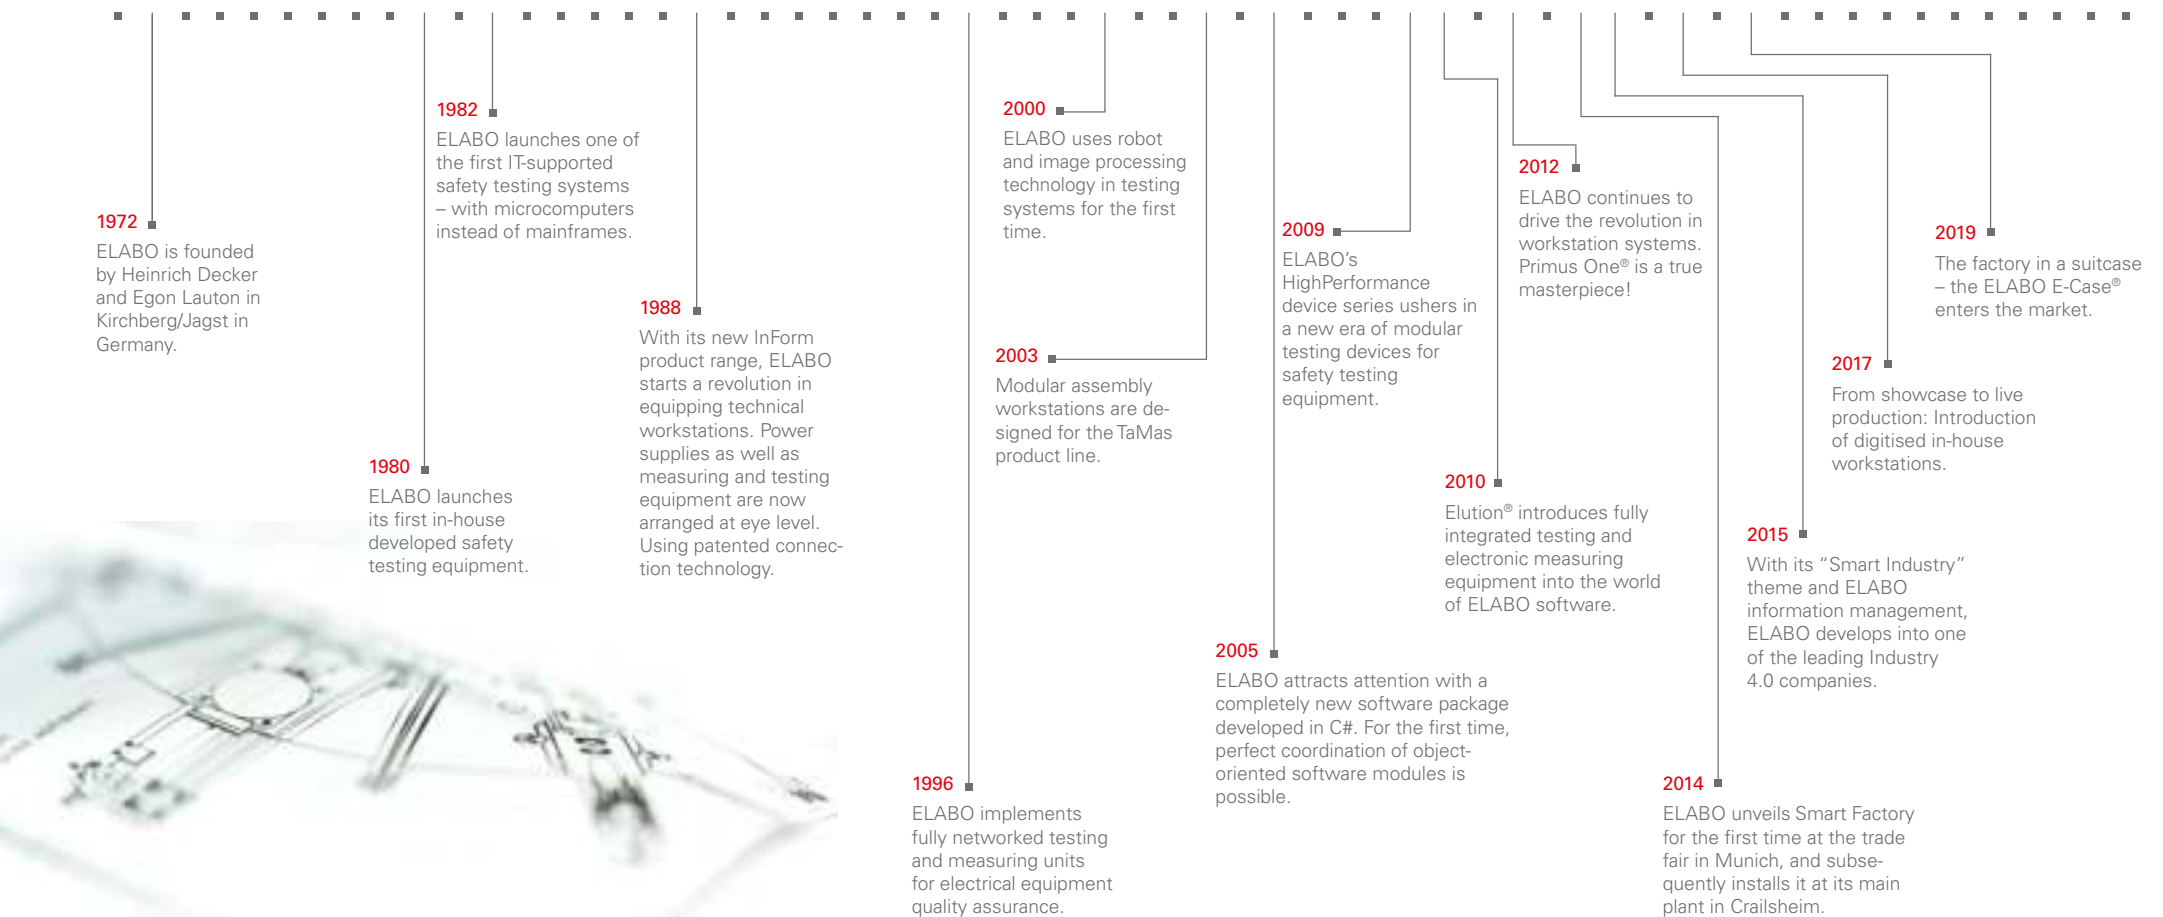 1972
ELABO is founded
by Heinrich Decker
and Egon Lauton in
Kirchberg/Jagst in
Germany.
1980
ELABO launches
its first in-house
developed safety
testing equipment.
1982
ELABO launches one of
the first IT-supported
safety testing systems
– with microcomputers
instead of mainframes.
1988
With its new InForm
product range, ELABO
starts a revolution in
equipping technical
workstations. Power
supplies as well as
measuring and testing
equipment are now
arranged at eye level.
Using patented connec-
tion technology.
1996
ELABO implements
fully networked testing
and measuring units
for electrical equipment
quality assurance.
2000
ELABO uses robot
and image processing
technology in testing
systems for the first
time.
2003
Modular assembly
workstations are de-
signed for the TaMas
product line.
2005
ELABO attracts attention with a
completely new software package
developed in C#. For the first time,
perfect coordination of object-
oriented software modules is
possible.
2009
ELABO’s
HighPerformance
device series ushers in
a new era of modular
testing devices for
safety testing
equipment.
2010
Elution® introduces fully
integrated testing and
electronic measuring
equipment into the world
of ELABO software.
2012
ELABO continues to
drive the revolution in
workstation systems.
Primus One® is a true
masterpiece!
2014
ELABO unveils Smart Factory
for the first time at the trade
fair in Munich, and subse-
quently installs it at its main
plant in Crailsheim.
2015
With its “Smart Industry”
theme and ELABO
information management,
ELABO develops into one
of the leading Industry
4.0 companies.
2017
From showcase to live
production: Introduction
of digitised in-house
workstations.
2019
The factory in a suitcase
– the ELABO E-Case®
enters the market.